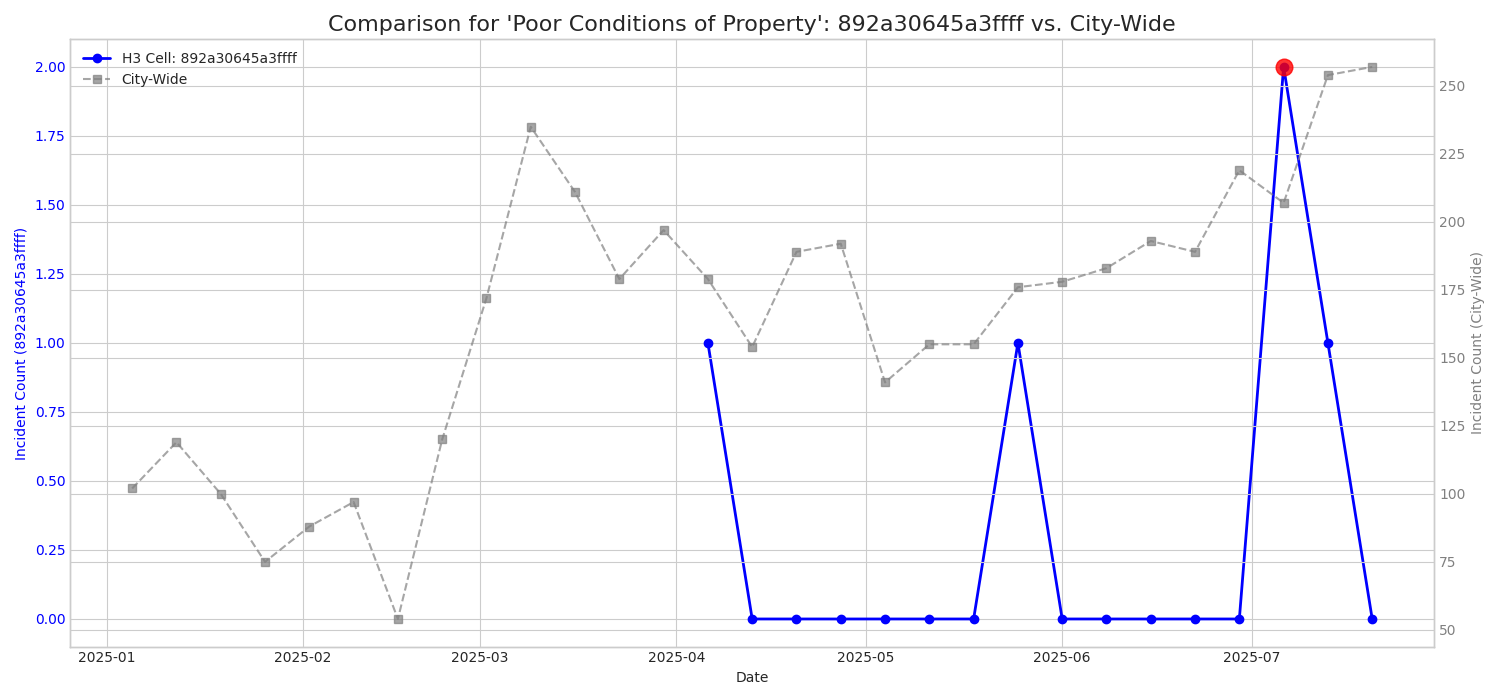 Comparison for 'Poor Conditions of Property': 892a30645a3ffff vs. City-Wide
H3 Cell: 892a30645a3ffff
City-Wide
Incident Count (892a30645a3ffff)
2.00
1.75
1.50
1.25
1.00
0.75
0.50
0.25
0.00
250
225
200
175
150
125
100
75
50
Incident Count (City-Wide)
2025-01 2025-02 2025-03 2025-04 2025-05 2025-06 2025-07
Date